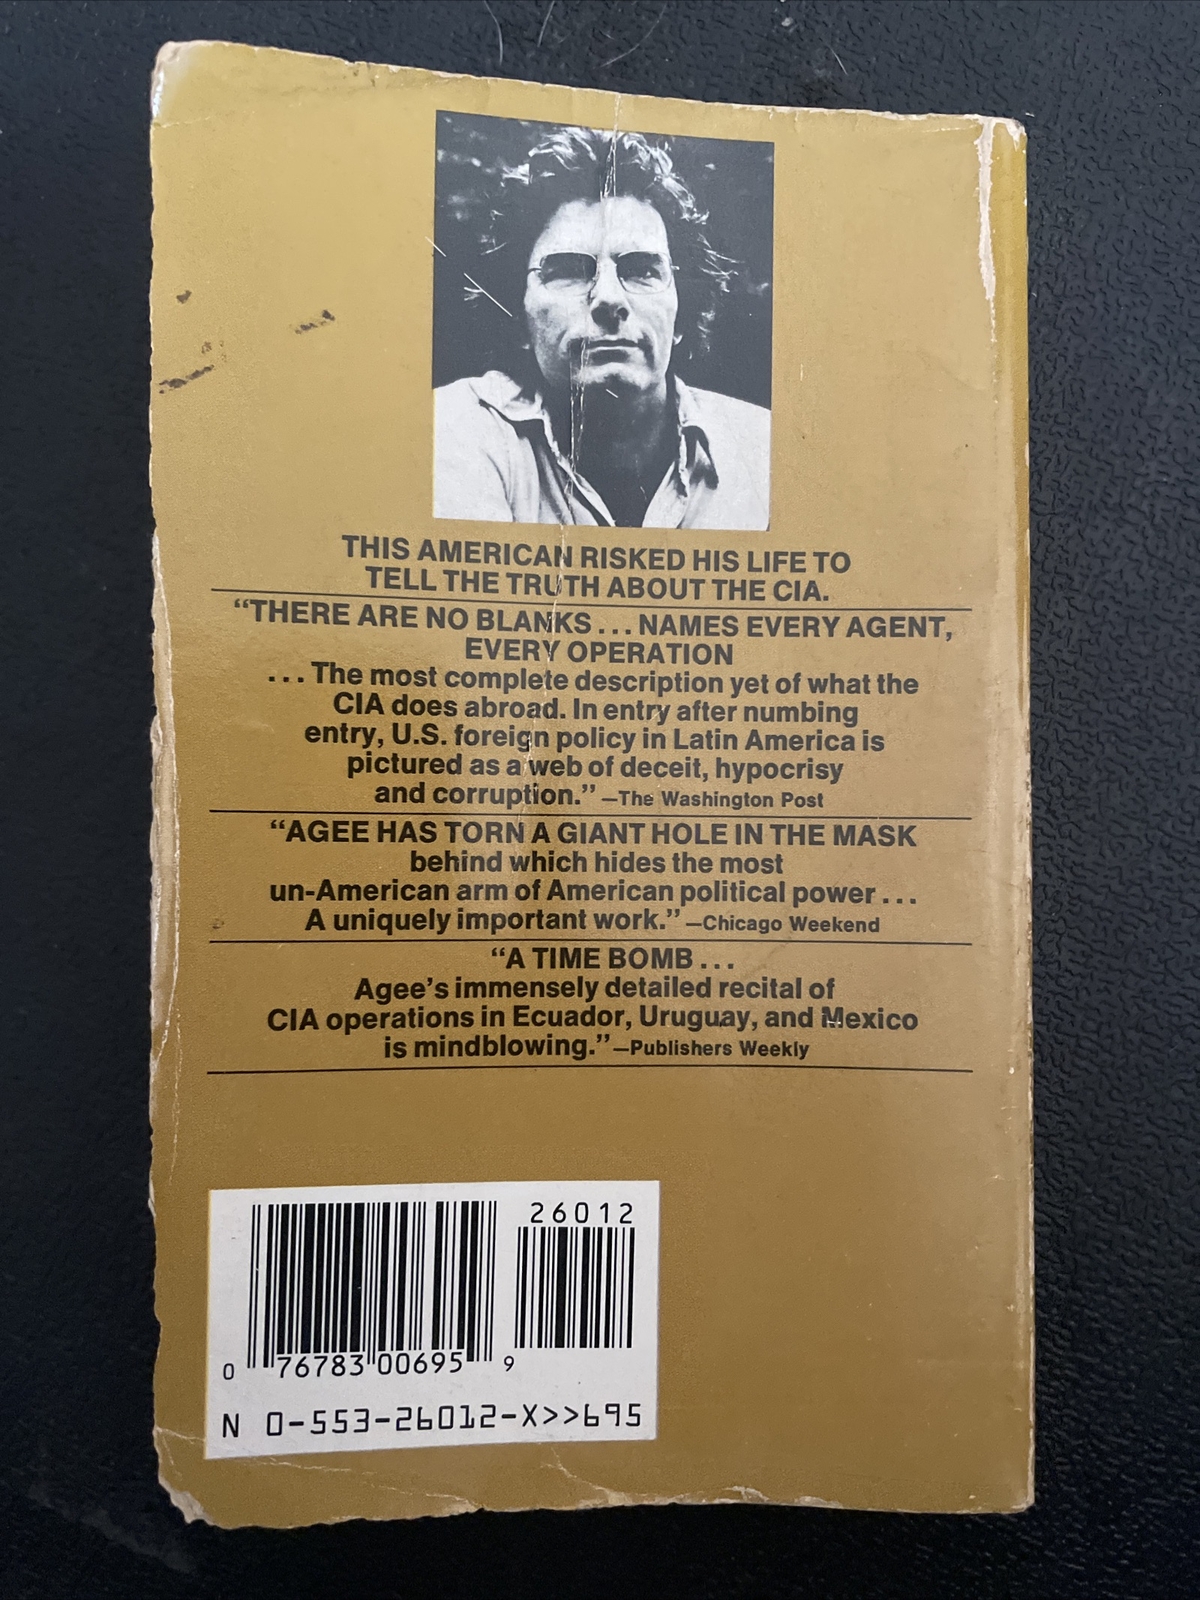 THIS AMERICAN RISKED HIS LIFE TO
TELL THE TRUTH ABOUT THE CIA.
“THERE ARE NO BLANKS... NAMES EVERY AGENT,
EVERY OPERATION
... The most complete description yet of what the
CIA does abroad. In entry after numbing
entry, U.S. foreign policy in Latin America is
pictured as a web of deceit, hypocrisy
and corruption.” —The Washington Post
“AGEE HAS TORN A GIANT HOLE IN THE MASK
behind which hides the most
un-American arm of American political power...
A uniquely important work.” —Chicago Weekend
“A TIME BOMB...
Agee’s immensely detailed recital of
CIA operations in Ecuador, Uruguay, and Mexico
is mindblowing.” —Publishers Weekly
26012
0 76783 00695 9
N 0-553-26012-X>>695